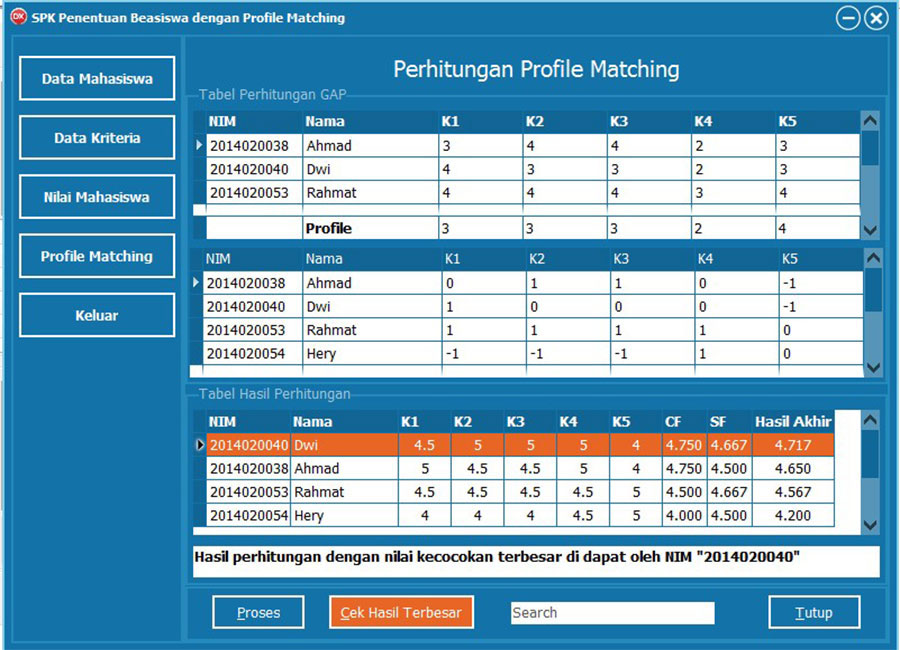 DX SPK Penentuan Beasiswa dengan Profile Matching
Data Mahasiswa
Data Kriteria
Nilai Mahasiswa
Profile Matching
Keluar
Perhitungan Profile Matching
Tabel Perhitungan GAP
NIM Nama K1 K2 K3 K4 K5
2014020038 Ahmad 3 4 4 2 3
2014020040 Dwi 4 3 3 2 3
2014020053 Rahmat 4 4 4 3 4
Profile 3 3 3 2 4
NIM Nama K1 K2 K3 K4 K5
2014020038 Ahmad 0 1 1 0 -1
2014020040 Dwi 1 0 0 0 -1
2014020053 Rahmat 1 1 1 1 0
2014020054 Hery -1 -1 -1 1 0
Tabel Hasil Perhitungan
NIM Nama K1 K2 K3 K4 K5 CF SF Hasil Akhir
2014020040 Dwi 4.5 5 5 5 4 4.750 4.667 4.717
2014020038 Ahmad 5 4.5 4.5 5 4 4.750 4.500 4.650
2014020053 Rahmat 4.5 4.5 4.5 4.5 5 4.500 4.667 4.567
2014020054 Hery 4 4 4 4.5 5 4.000 4.500 4.200
Hasil perhitungan dengan nilai kecocokan terbesar di dapat oleh NIM "2014020040"
Proses
Cek Hasil Terbesar
Search
Tutup